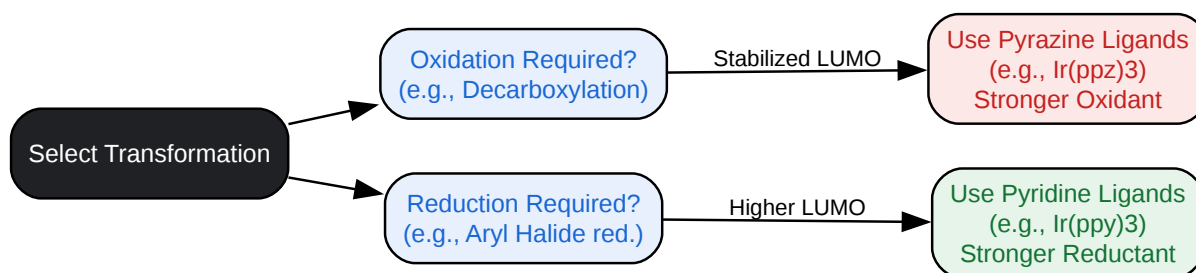 Select Transformation
Oxidation Required?
(e.g., Decarboxylation)
Stabilized LUMO
Use Pyrazine Ligands
(e.g., Ir(ppz)3)
Stronger Oxidant
Reduction Required?
(e.g., Aryl Halide red.)
Higher LUMO
Use Pyridine Ligands
(e.g., Ir(ppy)3)
Stronger Reductant